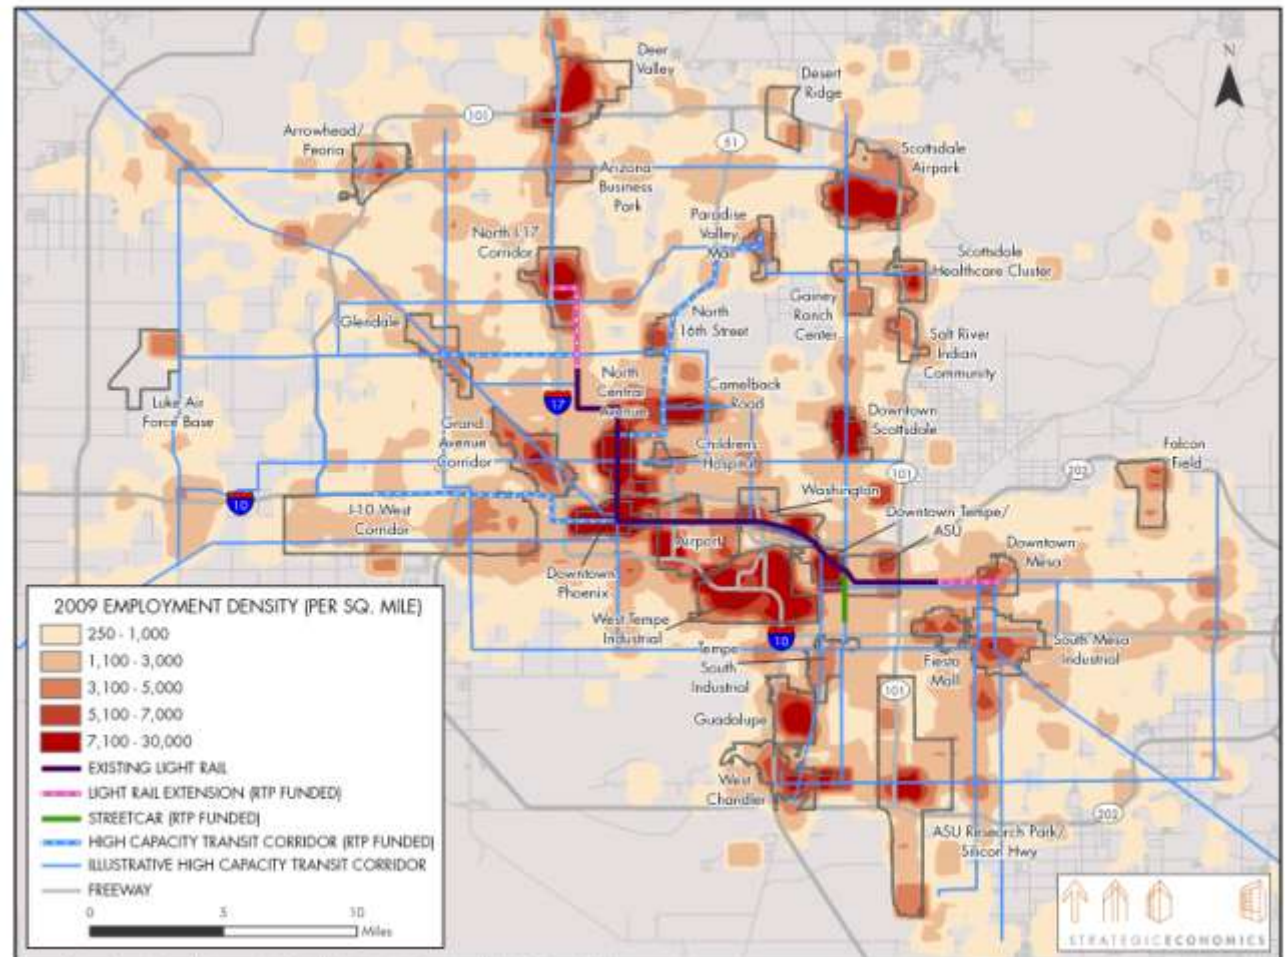 N
Deer
Valley
Desert
Ridge
101
51
Arrowhead/
Peoria
Scottsdale
Airpark
Arizona
Business
Park
Paradise
Valley
Mall
North I-17
Corridor
Scottsdale
Healthcare Cluster
Gainey
Ranch
Center
North
16th Street
Glendale
Salt River
Indian
Community
North
Central
Avenue
Camelback
Road
17
Luke Air
Force Base
Downtown
Scottsdale
Grand
Avenue
Corridor
Children's
Hospital
Falcon
Field
101
202
10
Washington
I-10 West
Corridor
Downtown Tempe/
ASU
Airport
Downtown
Mesa
Downtown
Phoenix
West Tempe
Industrial
10
Tempe
South
Industrial
Fiesta
Mall
South Mesa
Industrial
101
Guadalupe
West
Chandler
202
ASU Research Park/
Silicon Hwy
2009 EMPLOYMENT DENSITY (PER SQ. MILE)
250 - 1,000
1,100 - 3,000
3,100 - 5,000
5,100 - 7,000
7,100 - 30,000
EXISTING LIGHT RAIL
LIGHT RAIL EXTENSION (RTP FUNDED)
STREETCAR (RTP FUNDED)
HIGH CAPACITY TRANSIT CORRIDOR (RTP FUNDED)
ILLUSTRATIVE HIGH CAPACITY TRANSIT CORRIDOR
FREEWAY
0 5 10
Miles
STRATEGICECONOMICS